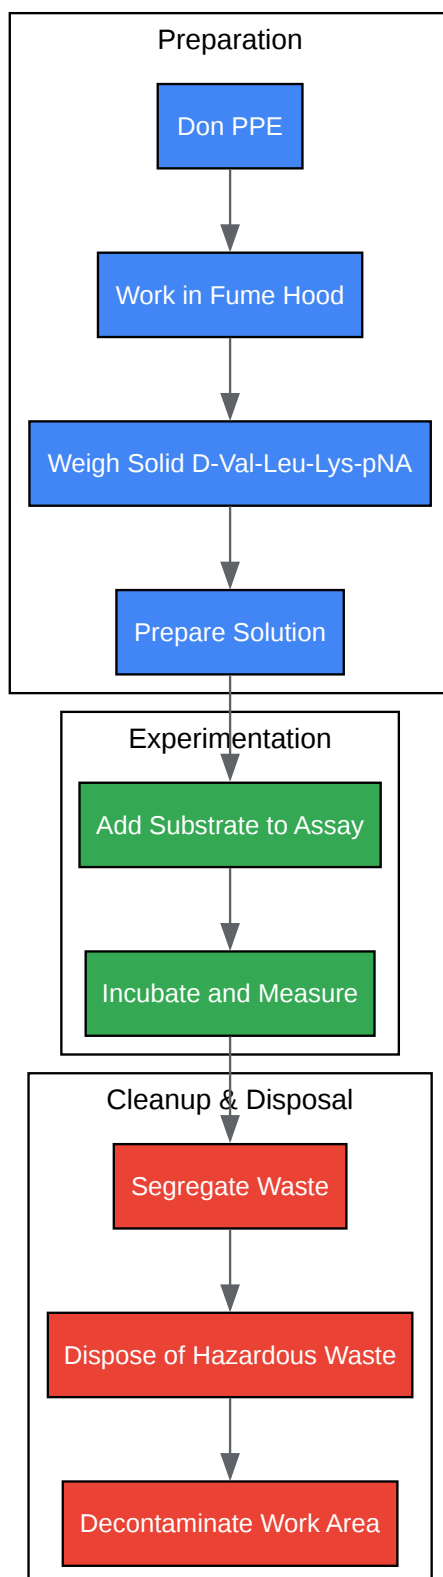 Preparation
Don PPE
Work in Fume Hood
Weigh Solid D-Val-Leu-Lys-pNA
Prepare Solution
Experimentation
Add Substrate to Assay
Incubate and Measure
Cleanup & Disposal
Segregate Waste
Dispose of Hazardous Waste
Decontaminate Work Area